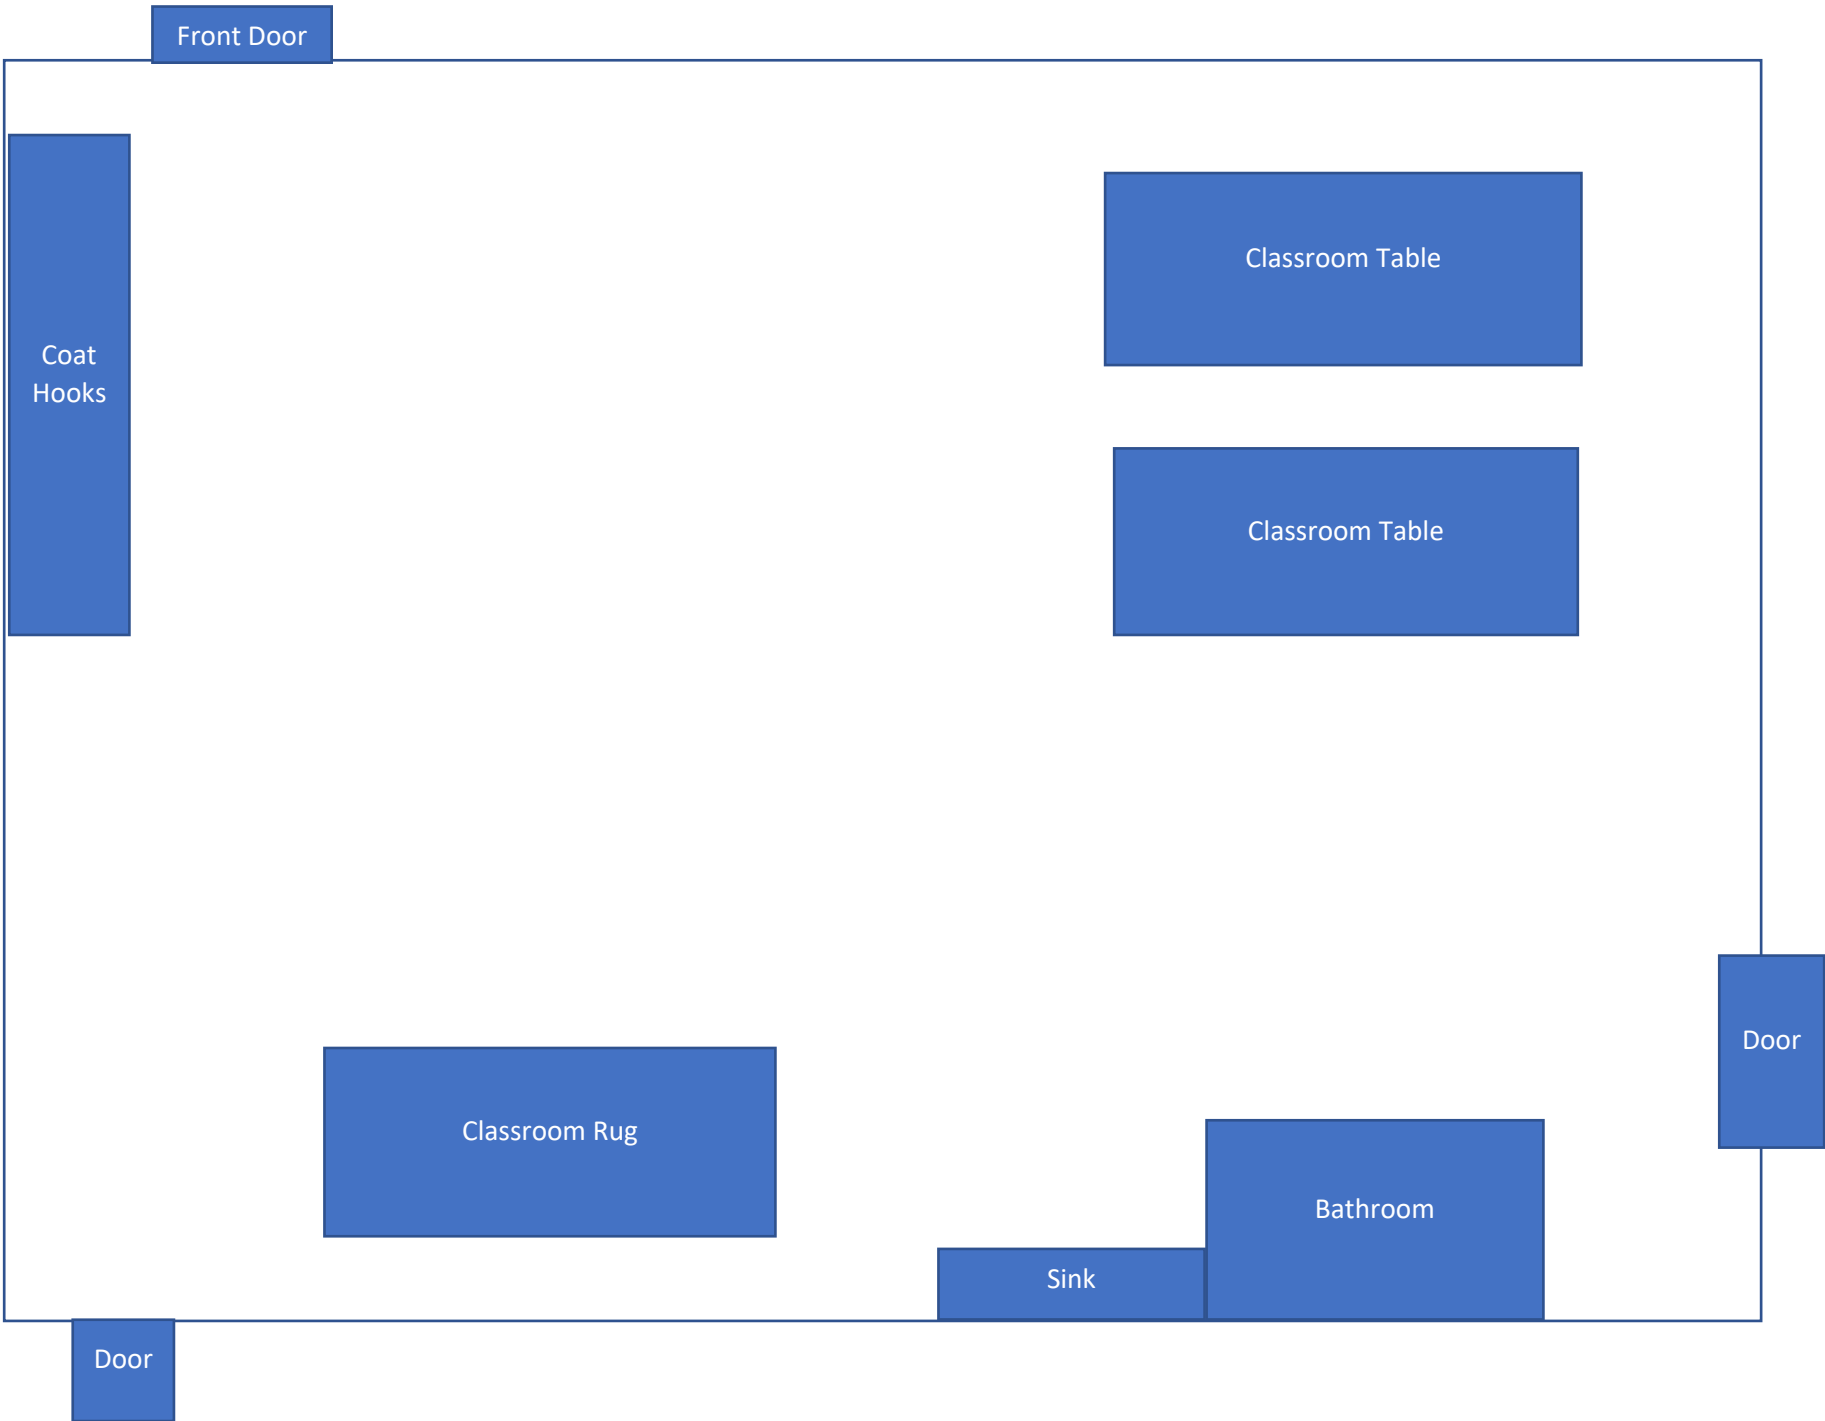 Front Door
Classroom Table
Coat
Hooks
Classroom Table
Door
Classroom Rug
Bathroom
Sink
Door